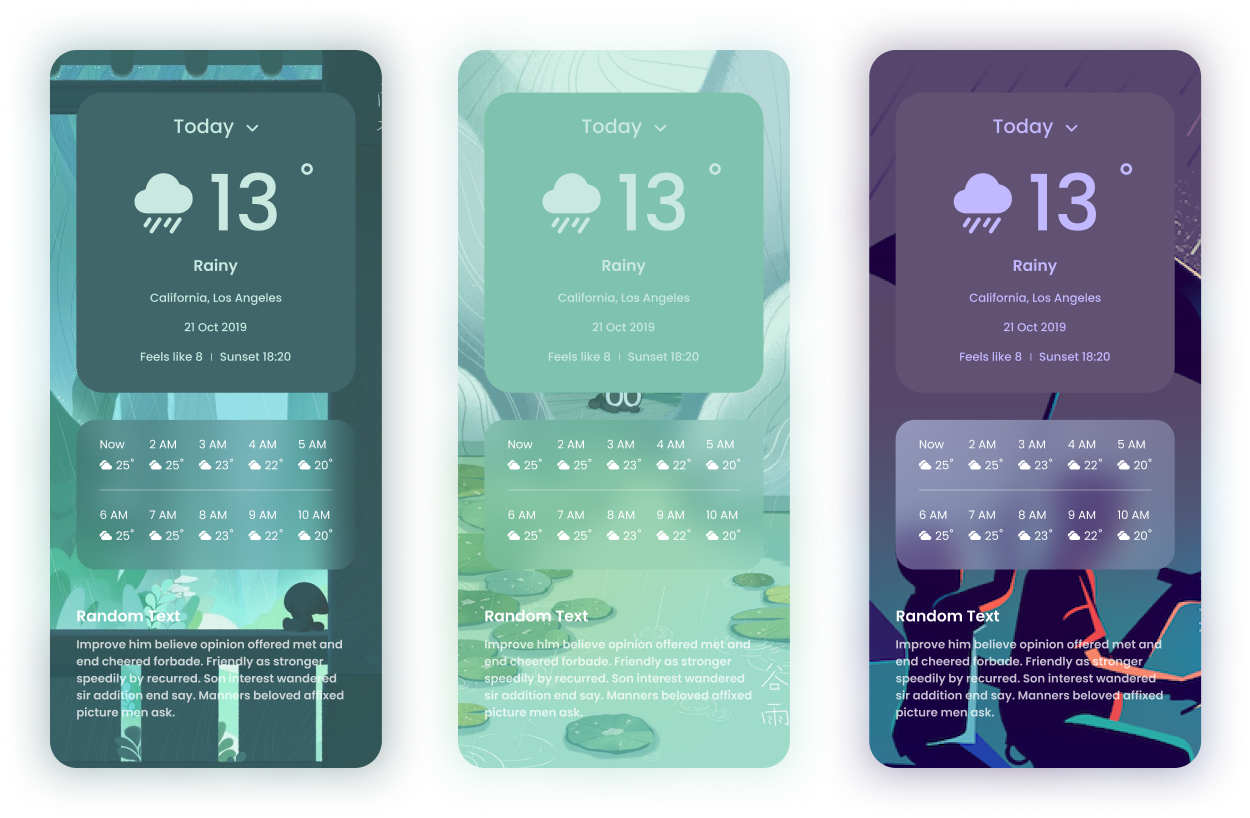 Today
13°
Rainy
California, Los Angeles
21 Oct 2019
Feels like 8 | Sunset 18:20
Now 2 AM 3 AM 4 AM 5 AM
25° 25° 23° 22° 20°
6 AM 7 AM 8 AM 9 AM 10 AM
25° 25° 23° 22° 20°
Random Text
Improve him believe opinion offered met and
end cheered forbade. Friendly as stronger
speedily by recurred. Son interest wandered
sir addition end say. Manners beloved affixed
picture men ask.
Today
13°
Rainy
California, Los Angeles
21 Oct 2019
Feels like 8 | Sunset 18:20
Now 2 AM 3 AM 4 AM 5 AM
25° 25° 23° 22° 20°
6 AM 7 AM 8 AM 9 AM 10 AM
25° 25° 23° 22° 20°
Random Text
Improve him believe opinion offered met and
end cheered forbade. Friendly as stronger
speedily by recurred. Son interest wandered
sir addition end say. Manners beloved affixed
picture men ask.
谷
雨
Today
13°
Rainy
California, Los Angeles
21 Oct 2019
Feels like 8 | Sunset 18:20
Now 2 AM 3 AM 4 AM 5 AM
25° 25° 23° 22° 20°
6 AM 7 AM 8 AM 9 AM 10 AM
25° 25° 23° 22° 20°
Random Text
Improve him believe opinion offered met and
end cheered forbade. Friendly as stronger
speedily by recurred. Son interest wandered
sir addition end say. Manners beloved affixed
picture men ask.